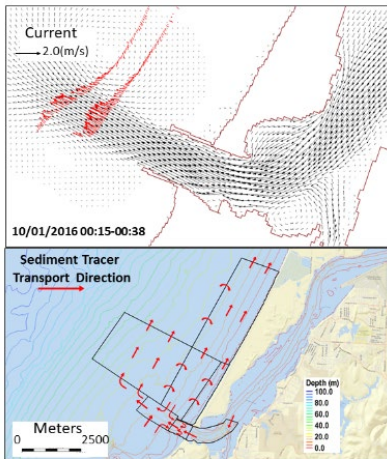 Current
2.0(m/s)
10/01/2016 00:15-00:38
Sediment Tracer
Transport Direction
Depth (m)
100.0
80.0
60.0
40.0
20.0
0.0
Meters
0 2500